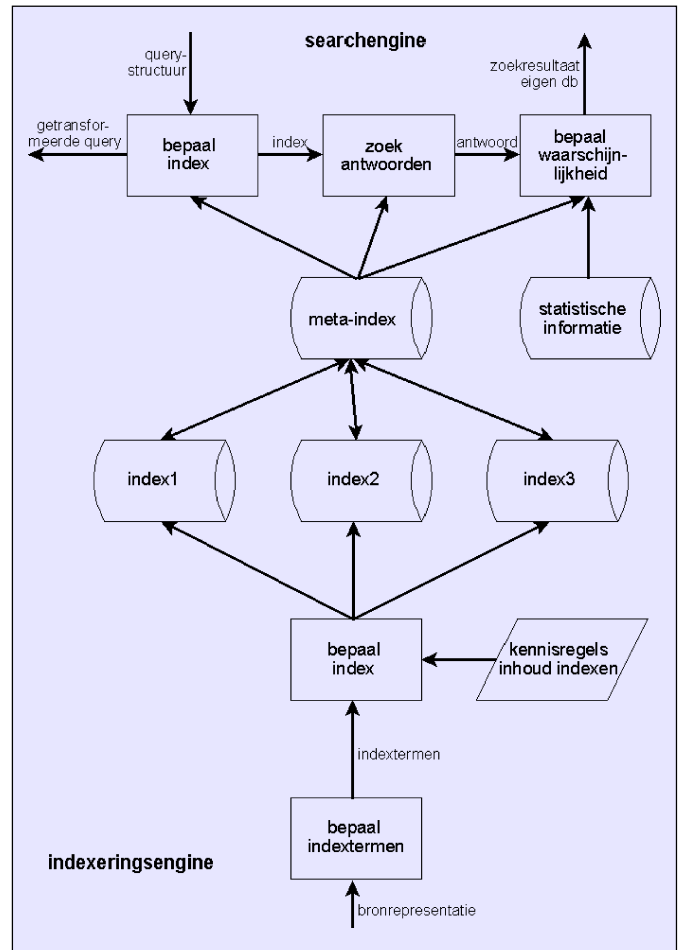 searchengine
query-
structuur
zoekresultaat
eigen db
getransfor-
meerde query
bepaal
index
index
zoek
antwoorden
antwoord
bepaal
waarschijn-
lijkheid
meta-index
statistische
informatie
index1
index2
index3
bepaal
index
kennisregels
inhoud indexen
indextermen
bepaal
indextermen
indexeringsengine
bronrepresentatie